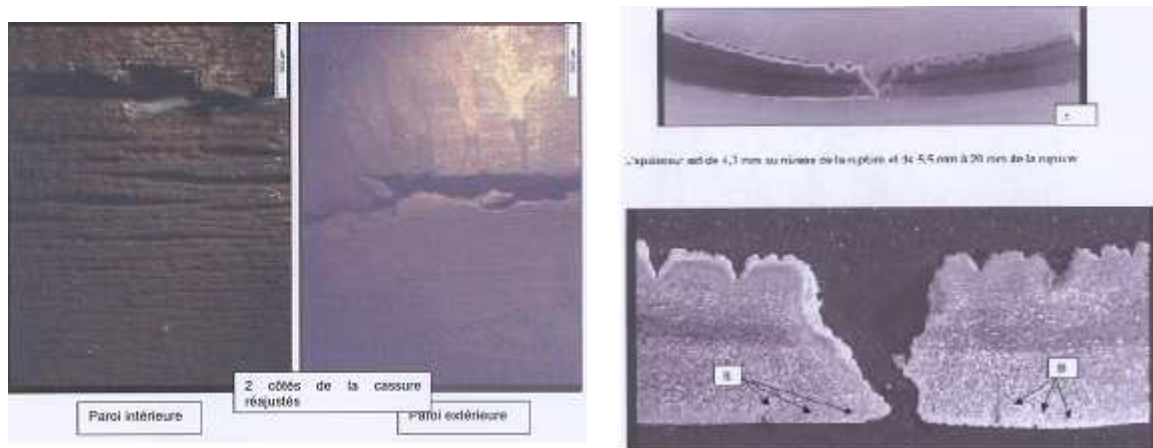 2 côtés de la cassure
réajustés
Paroi intérieure
Paroi extérieure
L'épaisseur est de 4,3 mm au niveau de la rupture et de 5,5 mm à 20 mm de la rupture